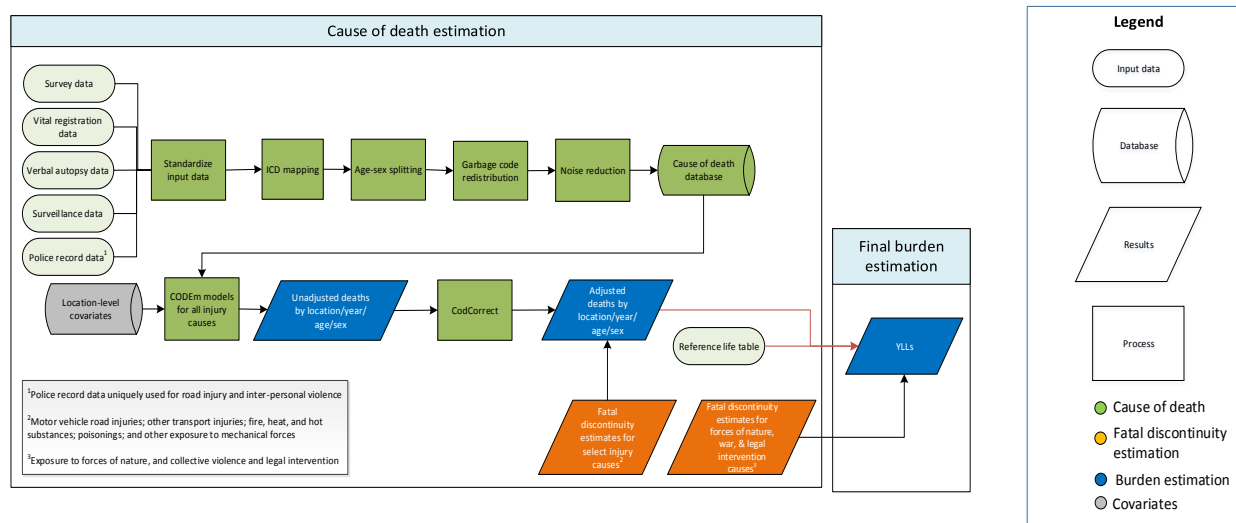 Cause of death estimation
Survey data
Vital registration
data
Verbal autopsy data
Surveillance data
Police record data1
Standardize
input data
ICD mapping
Age-sex splitting
Garbage code
redistribution
Noise reduction
Cause of death
database
Location-level
covariates
CODEm models
for all injury
causes
Unadjusted deaths
by location/year/
age/sex
CodCorrect
Adjusted
deaths by
location/year/
age/sex
Reference life table
Final burden
estimation
YLLs
Fatal
discontinuity
estimates for
select injury
causes2
Fatal discontinuity
estimates for
forces of nature,
war, & legal
intervention
causes3
1Police record data uniquely used for road injury and inter-personal violence
2Motor vehicle road injuries; other transport injuries; fire, heat, and hot
substances; poisonings; and other exposure to mechanical forces
3Exposure to forces of nature, and collective violence and legal intervention
Legend
Input data
Database
Results
Process
Cause of death
Fatal discontinuity
estimation
Burden estimation
Covariates